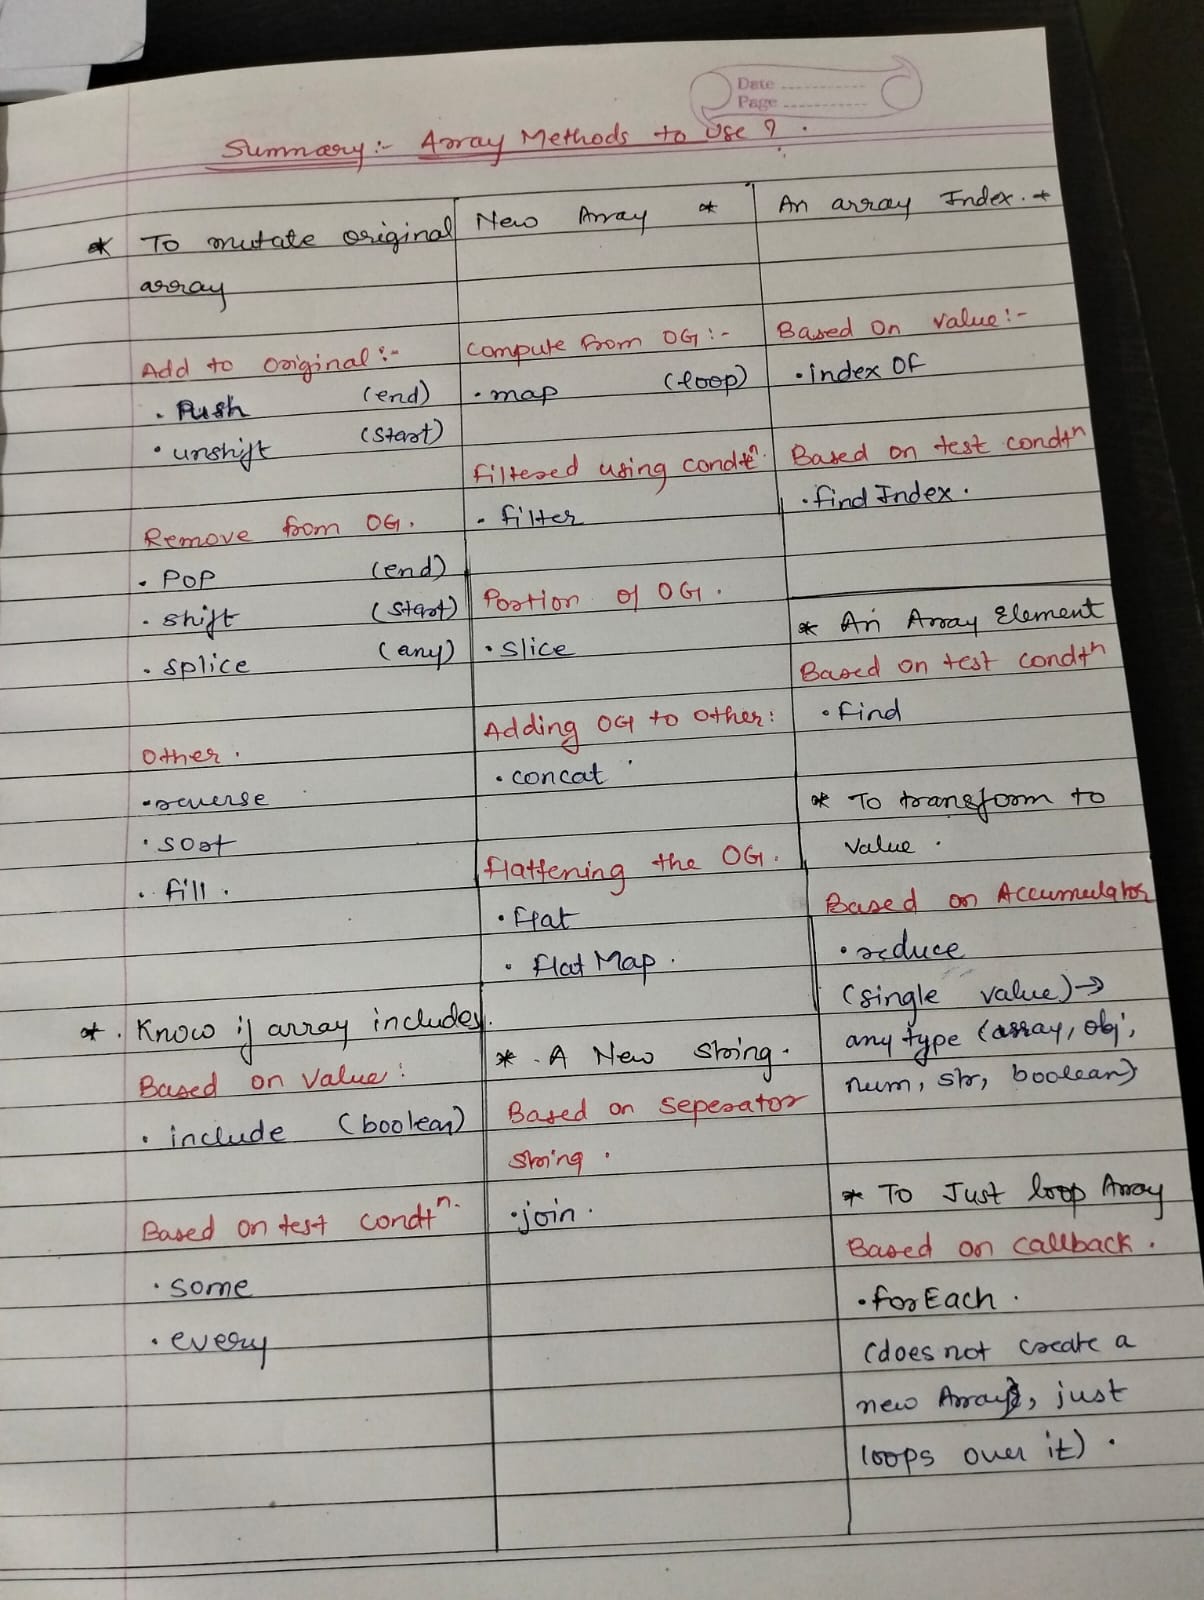 Date
Page
Summary :- Array Methods to Use ? .
* To mutate original
array
Add to original :-
. Push (end)
. unshift (start)
Remove from OG .
. Pop (end)
. shift (start)
. splice (any)
Other .
. reverse
. sort
. fill .
* . Know if array includes .
Based on value :
. include (boolean)
Based on test condtⁿ.
. some
. every
New Array *
Compute from OG :-
. map (loop)
Filtered using condtⁿ.
. filter
Portion of OG .
. slice
Adding OG to other :
. concat
flattening the OG .
. flat
. flat Map .
* . A New string .
Based on seperator
string .
. join .
An array Index . *
Based On value :-
. index Of
Based on test condtⁿ
. find Index .
* An Array Element
Based on test condtⁿ
. find
* To transform to
value .
Based on Accumulator
. reduce
(single value) →
any type (array, obj,
num, str, boolean)
* To Just loop Array
Based on callback .
. for Each .
(does not create a
new Array, just
loops over it) .